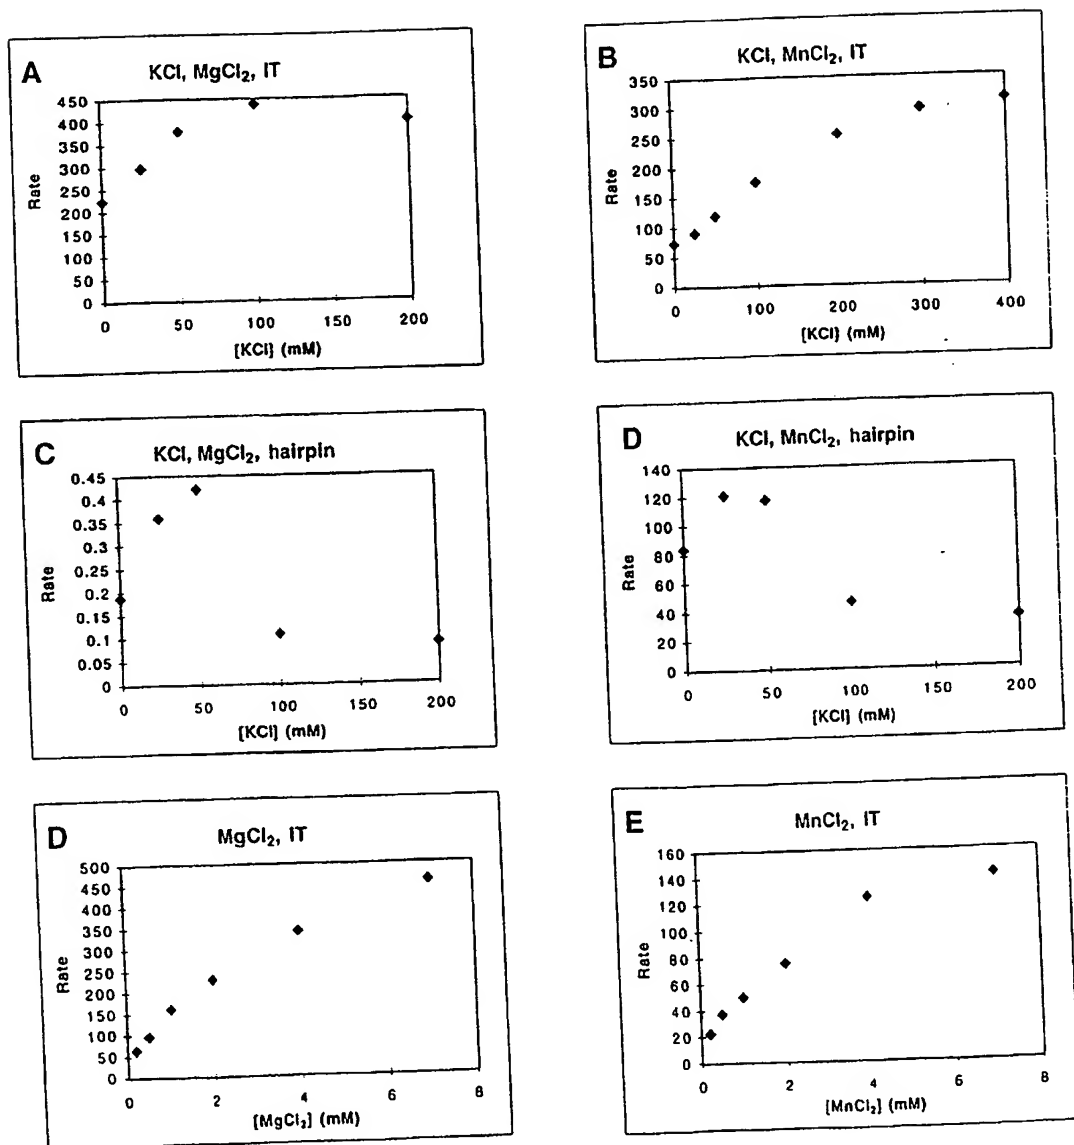 A
KCl, MgCl2, IT
450
400
350
300
250
200
150
100
50
0
Rate
0 50 100 150 200
[KCl] (mM)
B
KCl, MnCl2, IT
350
300
250
200
150
100
50
0
Rate
0 100 200 300 400
[KCl] (mM)
C
KCl, MgCl2, hairpin
0.45
0.4
0.35
0.3
0.25
0.2
0.15
0.1
0.05
0
Rate
0 50 100 150 200
[KCl] (mM)
D
KCl, MnCl2, hairpin
140
120
100
80
60
40
20
0
Rate
0 50 100 150 200
[KCl] (mM)
D
MgCl2, IT
500
450
400
350
300
250
200
150
100
50
0
Rate
0 2 4 6 8
[MgCl2] (mM)
E
MnCl2, IT
160
140
120
100
80
60
40
20
0
Rate
0 2 4 6 8
[MnCl2] (mM)